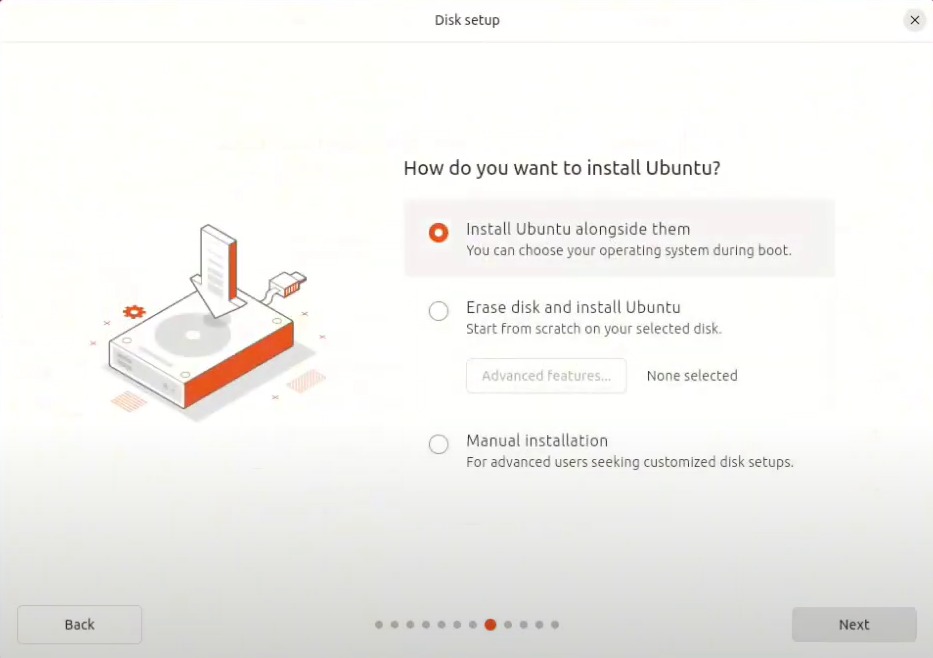 Disk setup
How do you want to install Ubuntu?
Install Ubuntu alongside them
You can choose your operating system during boot.
Erase disk and install Ubuntu
Start from scratch on your selected disk.
Advanced features... None selected
Manual installation
For advanced users seeking customized disk setups.
Back Next